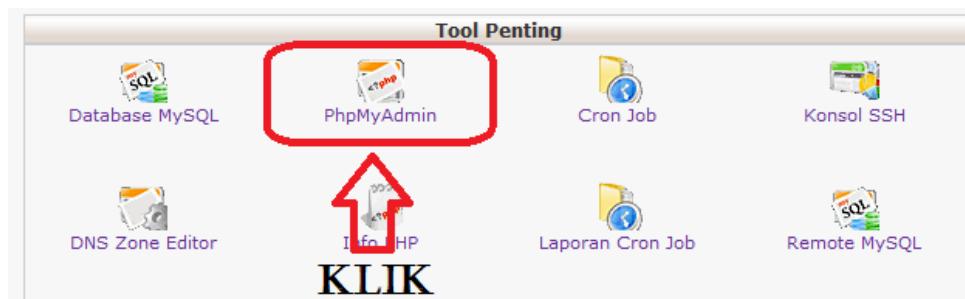 Tool Penting
Database MySQL PhpMyAdmin Cron Job Konsol SSH
DNS Zone Editor Info PHP Laporan Cron Job Remote MySQL
KLIK